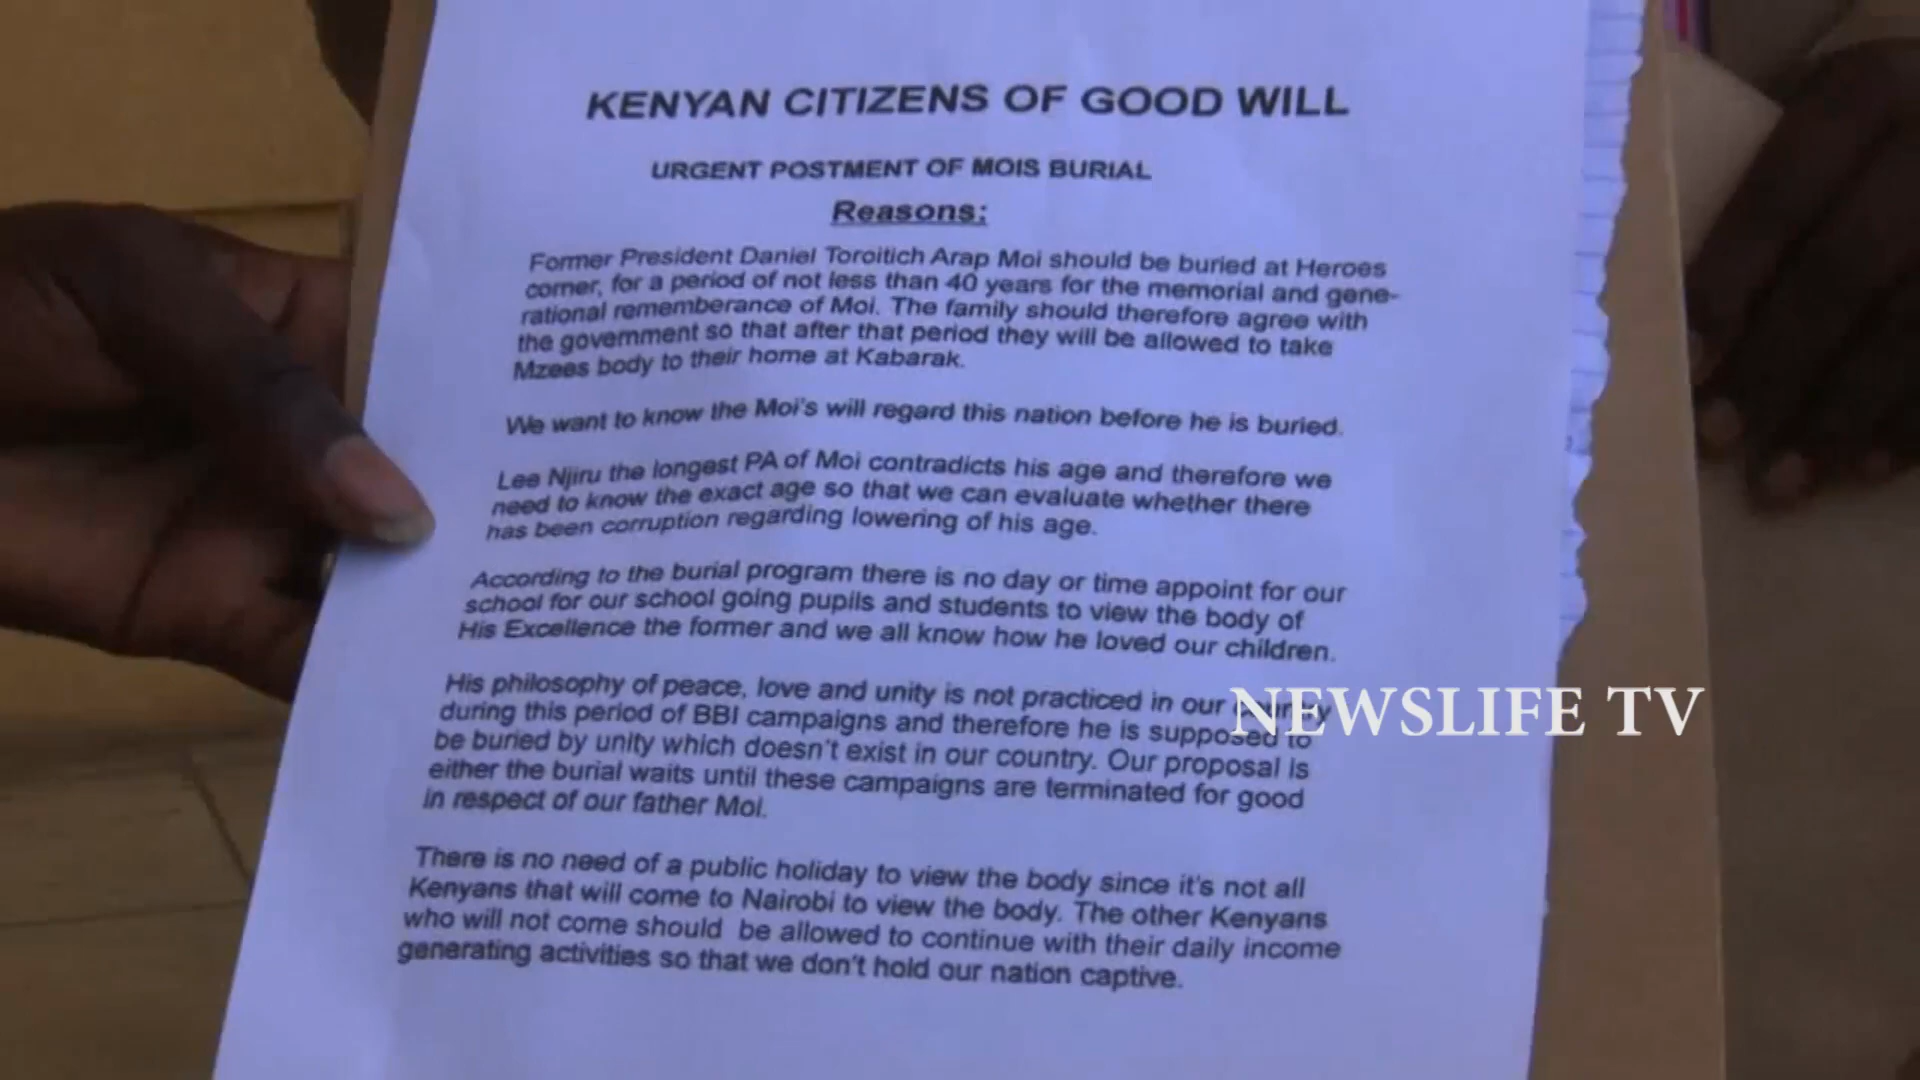 KENYAN CITIZENS OF GOOD WILL
URGENT POSTMENT OF MOIS BURIAL
Reasons:
Former President Daniel Toroitich Arap Moi should be buried at Heroes
corner, for a period of not less than 40 years for the memorial and gene-
rational rememberance of Moi. The family should therefore agree with
the government so that after that period they will be allowed to take
Mzees body to their home at Kabarak.
We want to know the Moi's will regard this nation before he is buried.
Lee Njiru the longest PA of Moi contradicts his age and therefore we
need to know the exact age so that we can evaluate whether there
has been corruption regarding lowering of his age.
According to the burial program there is no day or time appoint for our
school for our school going pupils and students to view the body of
His Excellence the former and we all know how he loved our children.
His philosophy of peace, love and unity is not practiced in our
during this period of BBI campaigns and therefore he is supposed to
be buried by unity which doesn't exist in our country. Our proposal is
either the burial waits until these campaigns are terminated for good
in respect of our father Moi.
There is no need of a public holiday to view the body since it's not all
Kenyans that will come to Nairobi to view the body. The other Kenyans
who will not come should be allowed to continue with their daily income
generating activities so that we don't hold our nation captive.
NEWSLIFE TV